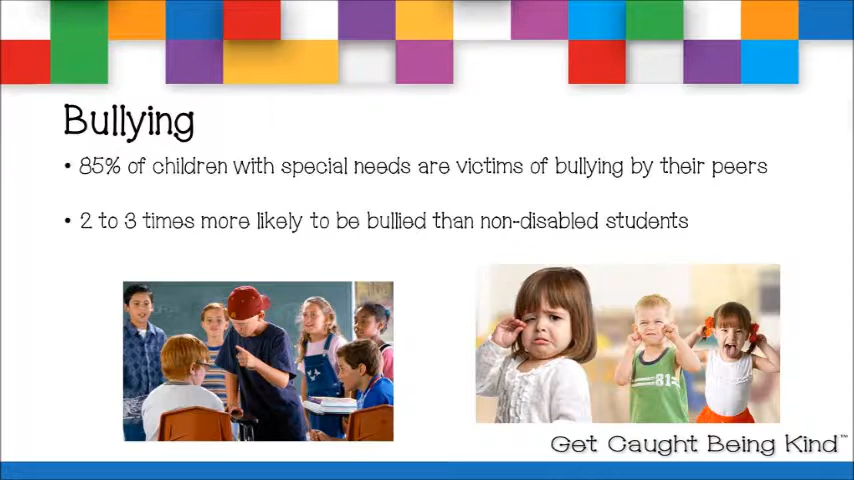 Bullying
• 85% of children with special needs are victims of bullying by their peers
• 2 to 3 times more likely to be bullied than non-disabled students
81
Get Caught Being Kind™